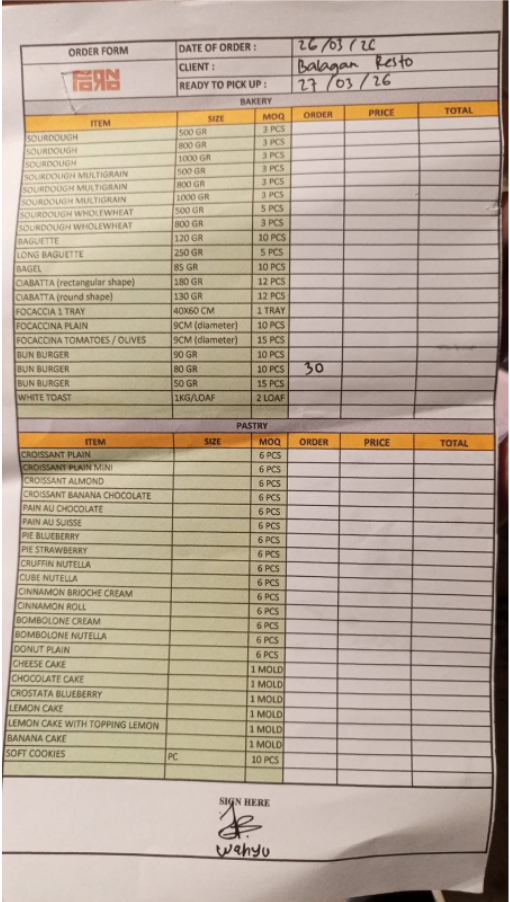 ORDER FORM
DATE OF ORDER : 26/03/26
CLIENT : Balagan Resto
READY TO PICK UP : 27/03/26
BAKERY
ITEM SIZE MOQ ORDER PRICE TOTAL
SOURDOUGH 500 GR 3 PCS
SOURDOUGH 800 GR 3 PCS
SOURDOUGH 1000 GR 3 PCS
SOURDOUGH MULTIGRAIN 500 GR 3 PCS
SOURDOUGH MULTIGRAIN 800 GR 3 PCS
SOURDOUGH MULTIGRAIN 1000 GR 3 PCS
SOURDOUGH WHOLEWHEAT 500 GR 5 PCS
SOURDOUGH WHOLEWHEAT 800 GR 3 PCS
BAGUETTE 120 GR 10 PCS
LONG BAGUETTE 250 GR 5 PCS
BAGEL 85 GR 10 PCS
CIABATTA (rectangular shape) 180 GR 12 PCS
CIABATTA (round shape) 130 GR 12 PCS
FOCACCIA 1 TRAY 40X60 CM 1 TRAY
FOCACCINA PLAIN 9CM (diameter) 10 PCS
FOCACCINA TOMATOES / OLIVES 9CM (diameter) 15 PCS
BUN BURGER 90 GR 10 PCS
BUN BURGER 80 GR 10 PCS 30
BUN BURGER 50 GR 15 PCS
WHITE TOAST 1KG/LOAF 2 LOAF
PASTRY
ITEM SIZE MOQ ORDER PRICE TOTAL
CROISSANT PLAIN 6 PCS
CROISSANT PLAIN MINI 6 PCS
CROISSANT ALMOND 6 PCS
CROISSANT BANANA CHOCOLATE 6 PCS
PAIN AU CHOCOLATE 6 PCS
PAIN AU SUISSE 6 PCS
PIE BLUEBERRY 6 PCS
PIE STRAWBERRY 6 PCS
CRUFFIN NUTELLA 6 PCS
CUBE NUTELLA 6 PCS
CINNAMON BRIOCHE CREAM 6 PCS
CINNAMON ROLL 6 PCS
BOMBOLONE CREAM 6 PCS
BOMBOLONE NUTELLA 6 PCS
DONUT PLAIN 6 PCS
CHEESE CAKE 1 MOLD
CHOCOLATE CAKE 1 MOLD
CROSTATA BLUEBERRY 1 MOLD
LEMON CAKE 1 MOLD
LEMON CAKE WITH TOPPING LEMON 1 MOLD
BANANA CAKE 1 MOLD
SOFT COOKIES PC 10 PCS
SIGN HERE
wahyu